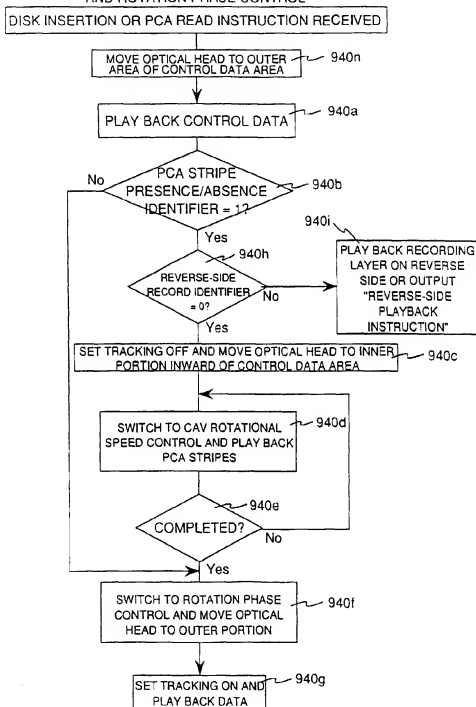 AND ROTATION PHASE CONTROL
DISK INSERTION OR PCA READ INSTRUCTION RECEIVED
MOVE OPTICAL HEAD TO OUTER
AREA OF CONTROL DATA AREA
940n
PLAY BACK CONTROL DATA
940a
No
PCA STRIPE
PRESENCE/ABSENCE
IDENTIFIER = 1?
940b
Yes
940h
REVERSE-SIDE
RECORD IDENTIFIER
= 0?
No
Yes
940i
PLAY BACK RECORDING
LAYER ON REVERSE
SIDE OR OUTPUT
"REVERSE-SIDE
PLAYBACK
INSTRUCTION"
SET TRACKING OFF AND MOVE OPTICAL HEAD TO INNER
PORTION INWARD OF CONTROL DATA AREA
940c
SWITCH TO CAV ROTATIONAL
SPEED CONTROL AND PLAY BACK
PCA STRIPES
940d
940e
COMPLETED?
No
Yes
SWITCH TO ROTATION PHASE
CONTROL AND MOVE OPTICAL
HEAD TO OUTER PORTION
940f
SET TRACKING ON AND
PLAY BACK DATA
940g